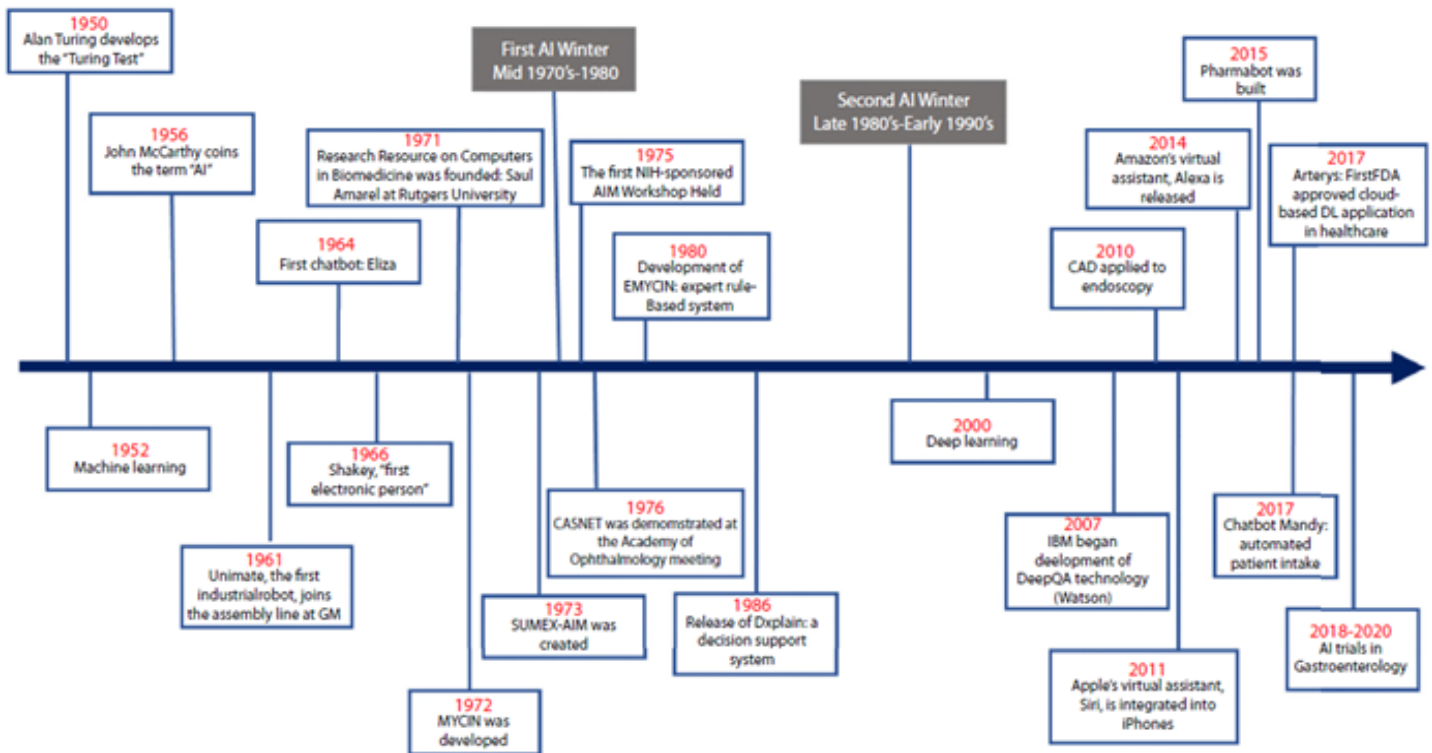 1950
Alan Turing develops
the "Turing Test"
First AI Winter
Mid 1970's-1980
2015
Pharmabot was
built
Second AI Winter
Late 1980's-Early 1990's
1956
John McCarthy coins
the term "AI"
1971
Research Resource on Computers
in Biomedicine was founded: Saul
Amarel at Rutgers University
1975
The first NIH-sponsored
AIM Workshop Held
2014
Amazon's virtual
assistant, Alexa is
released
2017
Arterys: FirstFDA
approved cloud-
based DL application
in healthcare
1964
First chatbot: Eliza
1980
Development of
EMYCIN: expert rule-
Based system
2010
CAD applied to
endoscopy
1952
Machine learning
1966
Shakey, "first
electronic person"
2000
Deep learning
1976
CASNET was demomstrated at
the Academy of
Ophthalmology meeting
2007
IBM began
deelopment of
DeepQA technology
(Watson)
2017
Chatbot Mandy:
automated
patient intake
1961
Unimate, the first
industrialrobot, joins
the assembly line at GM
1973
SUMEX-AIM was
created
1986
Release of Dxplain: a
decision support
system
2018-2020
AI trials in
Gastroenterology
2011
Apple's virtual assistant,
Siri, is integrated into
iPhones
1972
MYCIN was
developed